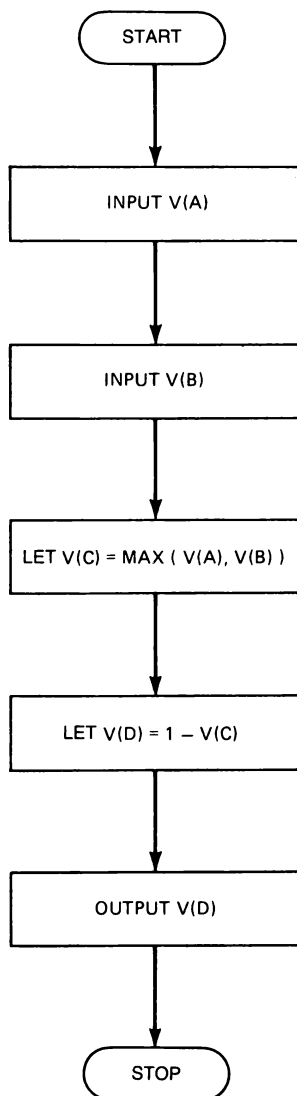 START
INPUT V(A)
INPUT V(B)
LET V(C) = MAX ( V(A), V(B) )
LET V(D) = 1 – V(C)
OUTPUT V(D)
STOP